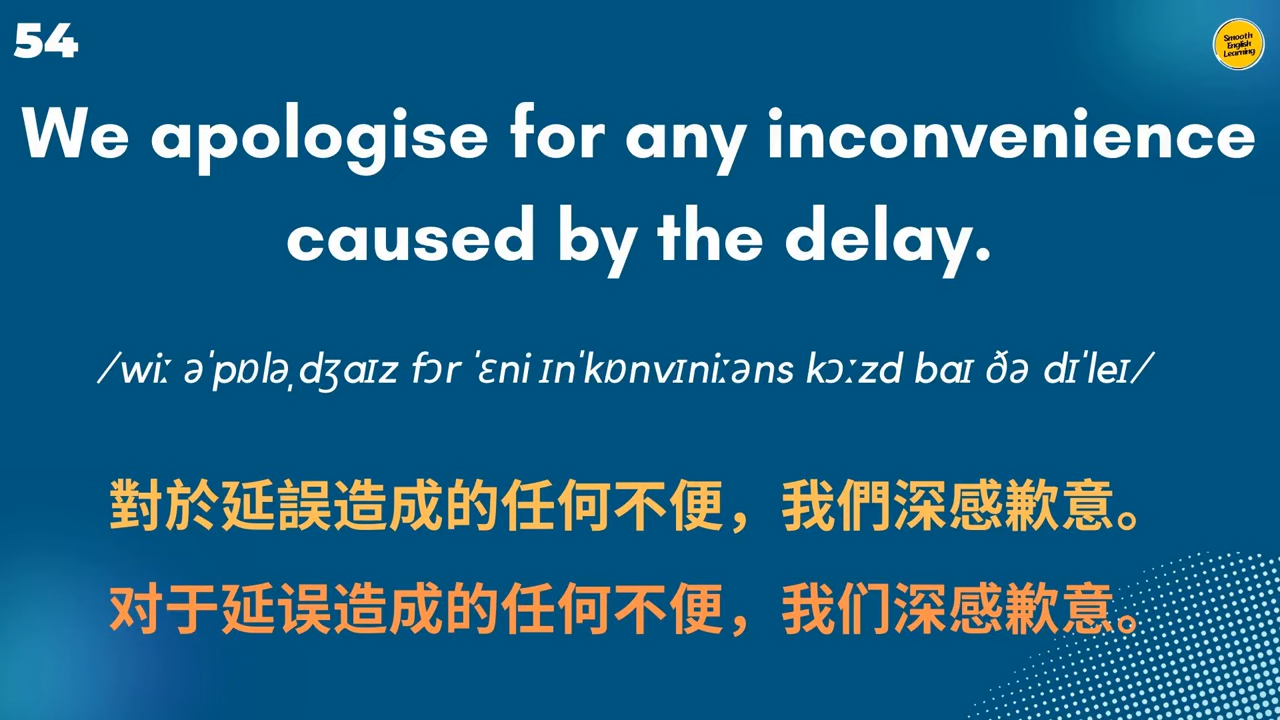 54
Smooth
English
Learning
We apologise for any inconvenience
caused by the delay.
/wiː əˈpɒləˌdʒaɪz fɔr ˈɛni ɪnˈkɒnvɪniːəns kɔːzd baɪ ðə dɪˈleɪ/
對於延誤造成的任何不便，我們深感歉意。
对于延误造成的任何不便，我们深感歉意。